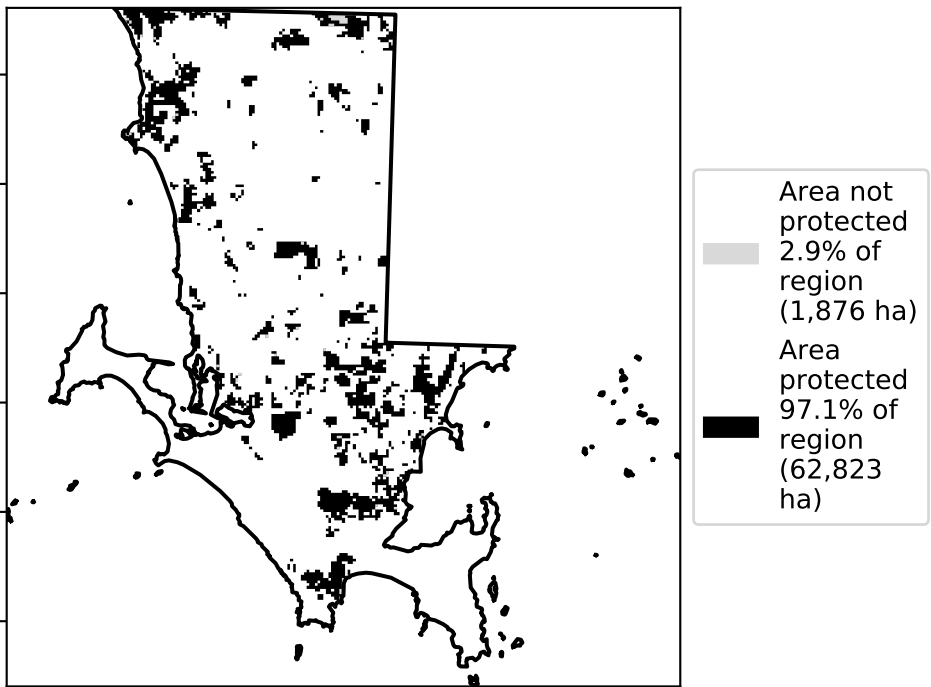 Area not
protected
2.9% of
region
(1,876 ha)
Area
protected
97.1% of
region
(62,823
ha)